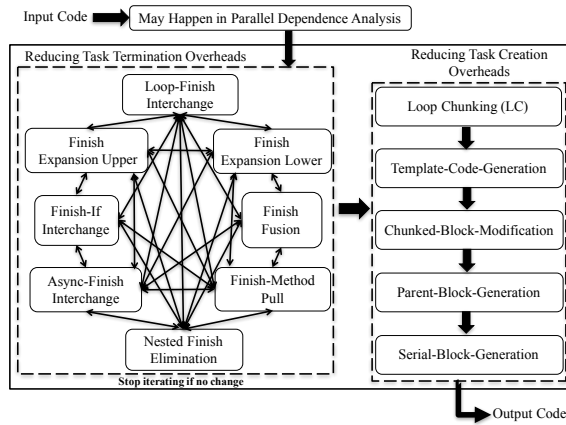 Input Code
May Happen in Parallel Dependence Analysis
Reducing Task Termination Overheads
Loop-Finish
Interchange
Finish
Expansion Upper
Finish
Expansion Lower
Finish-If
Interchange
Finish
Fusion
Async-Finish
Interchange
Finish-Method
Pull
Nested Finish
Elimination
Stop iterating if no change
Reducing Task Creation
Overheads
Loop Chunking (LC)
Template-Code-Generation
Chunked-Block-Modification
Parent-Block-Generation
Serial-Block-Generation
Output Code